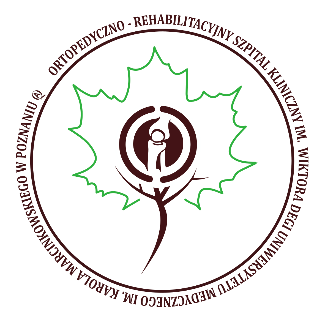 ORTOPEDYCZNO - REHABILITACYJNY SZPITAL KLINICZNY IM. WIKTORA DEGI UNIWERSYTETU MEDYCZNEGO IM. KAROLA MARCINKOWSKIEGO W POZNANIU ®